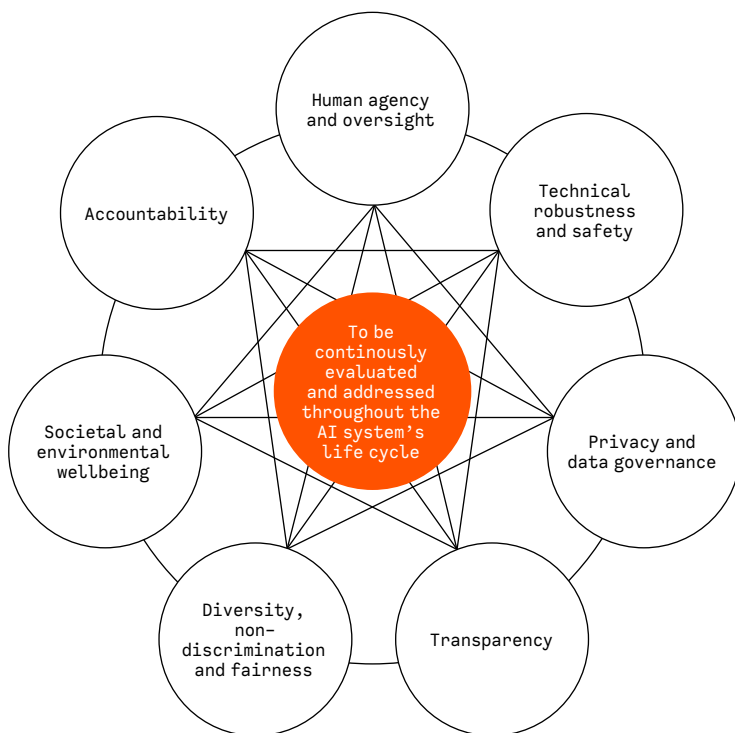 Human agency
and oversight
Technical
robustness
and safety
Accountability
To be
continously
evaluated
and addressed
throughout the
AI system's
life cycle
Societal and
environmental
wellbeing
Privacy and
data governance
Diversity,
non-
discrimination
and fairness
Transparency